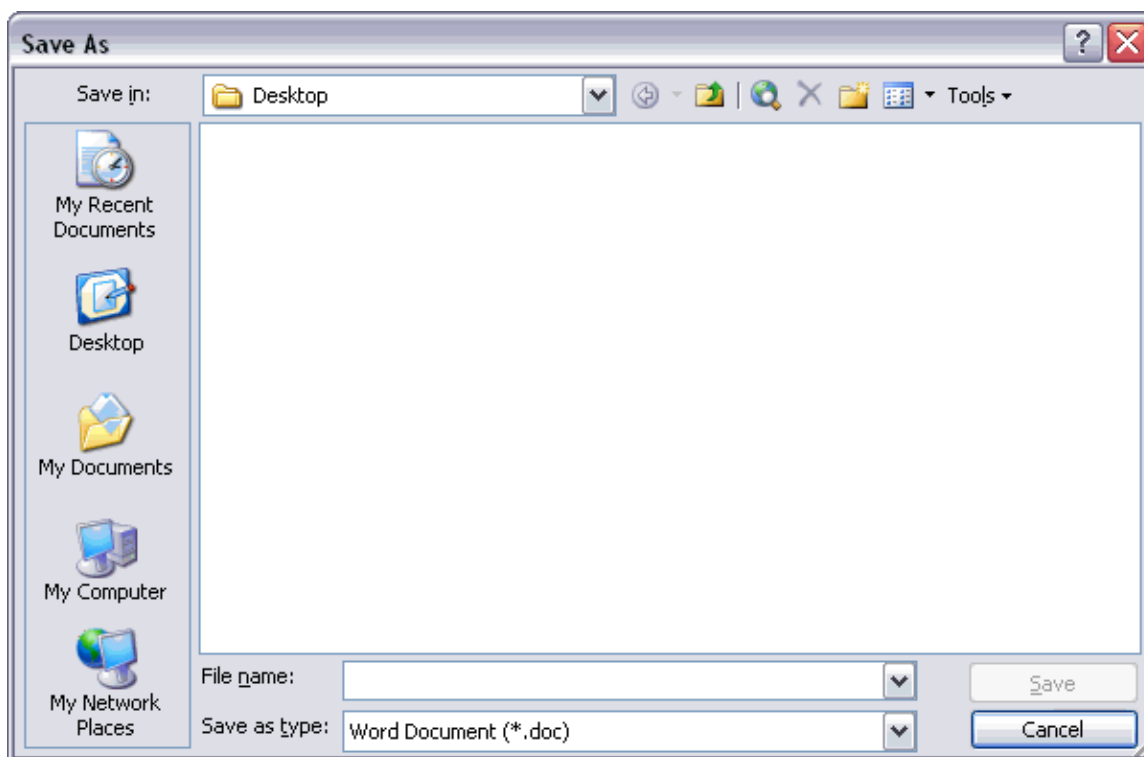 Save As
Save in:
Desktop
Tools
My Recent
Documents
Desktop
My Documents
My Computer
My Network
Places
File name:
Save
Save as type:
Word Document (*.doc)
Cancel